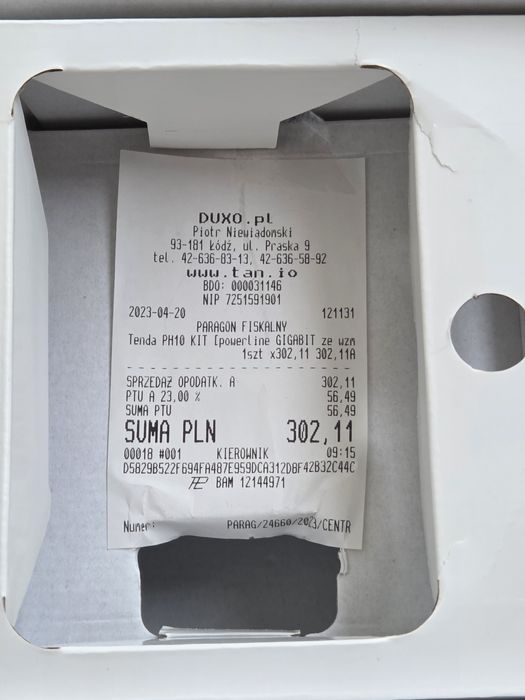 DUXO.pl
Piotr Niewiadomski
93-181 Łódź, ul. Praska 9
tel. 42-636-83-13, 42-636-58-92
www.tan.io
BDO: 000031146
NIP 7251591901
2023-04-20 121131
PARAGON FISKALNY
Tenda PH10 KIT [powerline GIGABIT ze wzm
1szt x302,11 302,11A
SPRZEDAŻ OPODATK. A 302,11
PTU A 23,00 % 56,49
SUMA PTU 56,49
SUMA PLN 302,11
00018 #001 KIEROWNIK 09:15
D5829B522F694FA487E959DCA312D8F42B32C44C
BAM 12144971
Numer: PARAG/24660/2023/CENTR